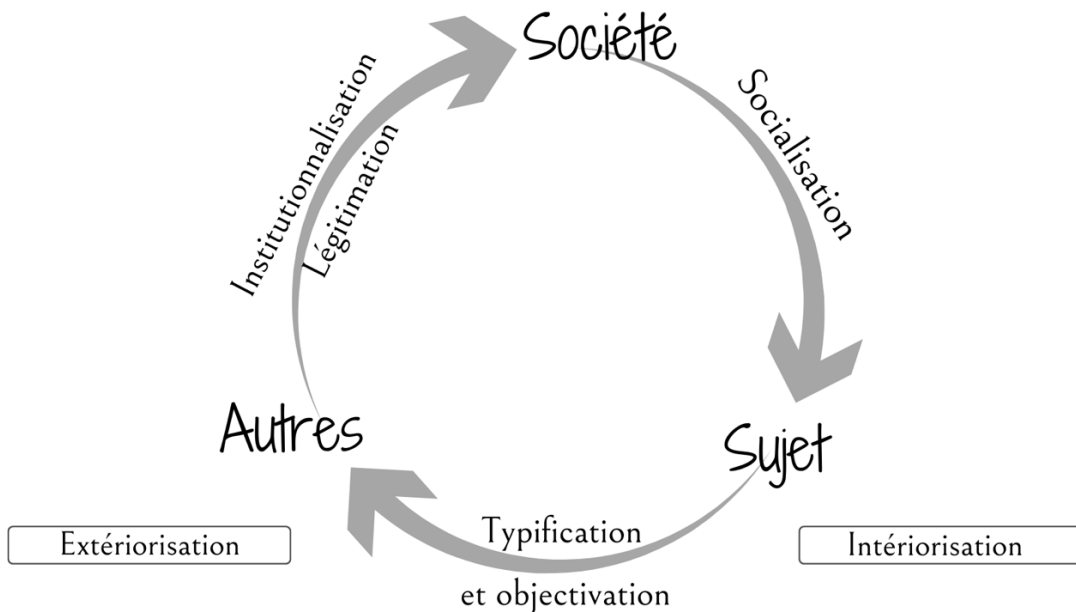 Société
Socialisation
Institutionnalisation
Légitimation
Autres
Sujet
Typification
et objectivation
Extériorisation
Intériorisation